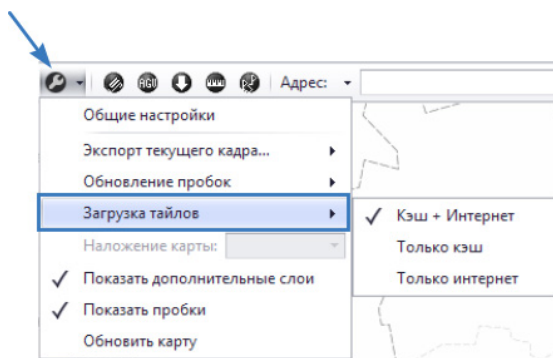 AGU Адрес:
Общие настройки
Экспорт текущего кадра...
Обновление пробок
Загрузка тайлов
Кэш + Интернет
Наложение карты:
Только кэш
Показать дополнительные слои
Только интернет
Показать пробки
Обновить карту